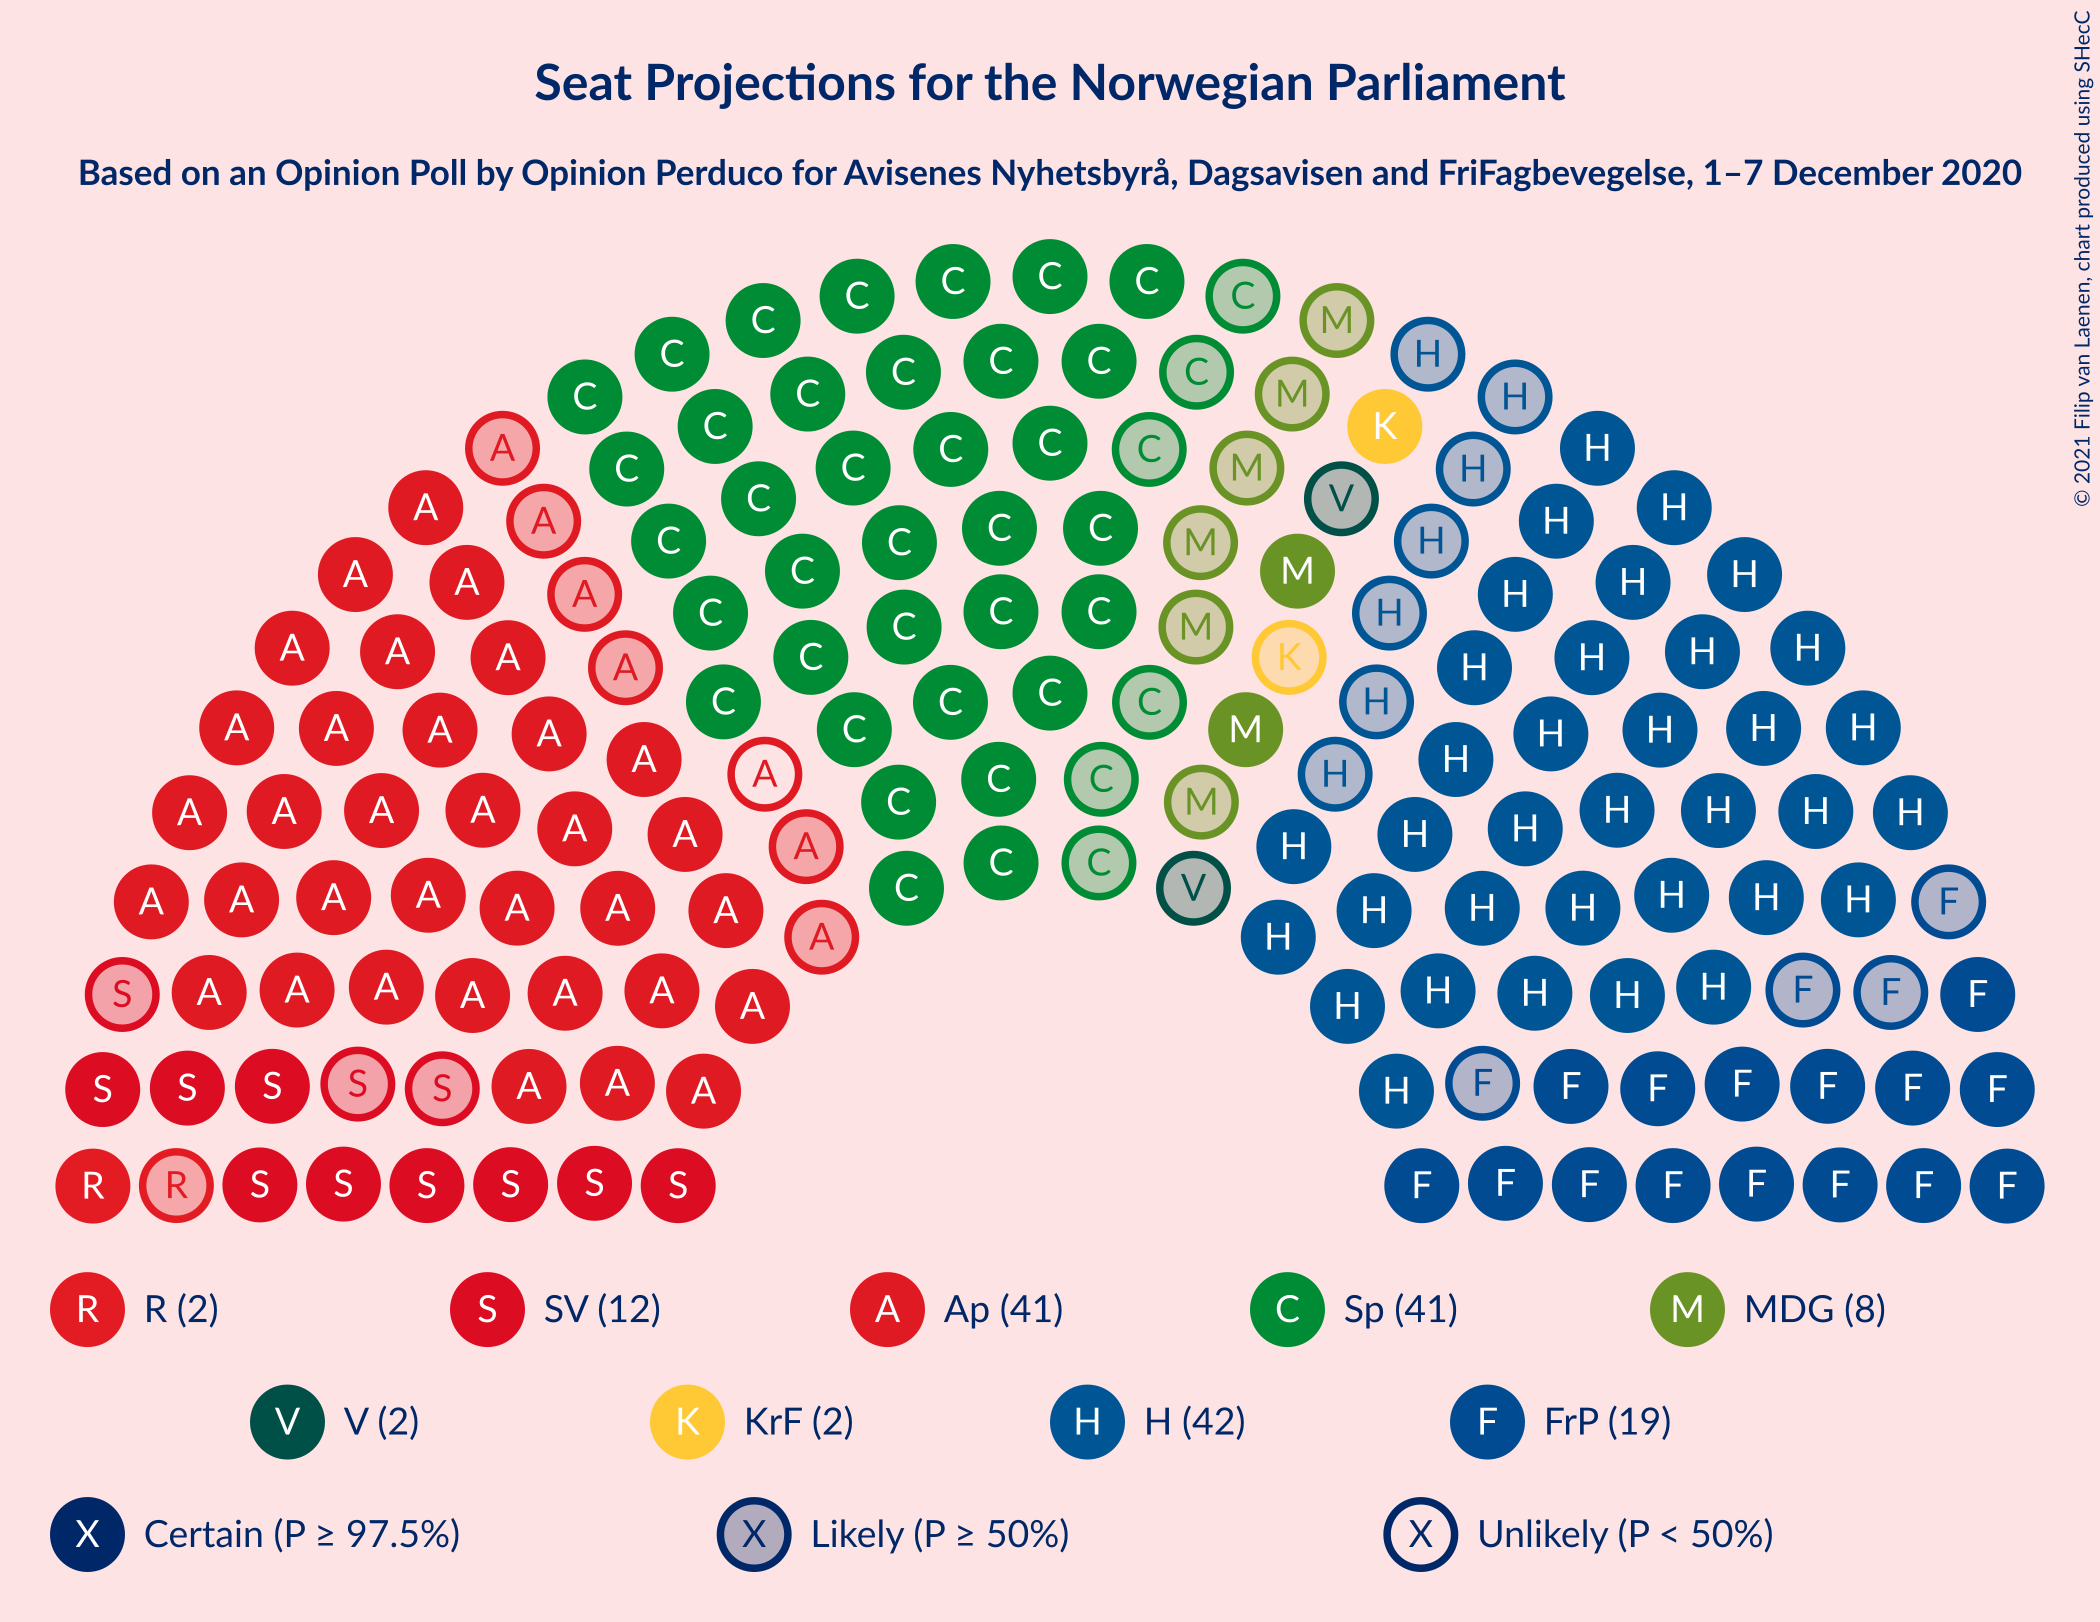 Seat Projections for the Norwegian Parliament
Based on an Opinion Poll by Opinion Perduco for Avisenes Nyhetsbyrå, Dagsavisen and FriFagbevegelse, 1–7 December 2020
© 2021 Filip van Laenen, chart produced using SHecC
C C C C C C C C M H H
C C C C C C C M K H H
A C C C C C C M V H H
A A C C C C C M M H H H
A A A C C C C M K H H H H
A A A A C C C C M H H H H H
A A A A A A C C C M H H H H H H
A A A A A A A C C C V H H H H H H H
A A A A A A A A H H H H H H H F
S A A A A A A A H H H H H F F F
S S S S S A A A H F F F F F F F
R R S S S S S S F F F F F F F F
R R (2) S SV (12) A Ap (41) C Sp (41) M MDG (8)
V V (2) K KrF (2) H H (42) F FrP (19)
X Certain (P ≥ 97.5%) X Likely (P ≥ 50%) X Unlikely (P < 50%)